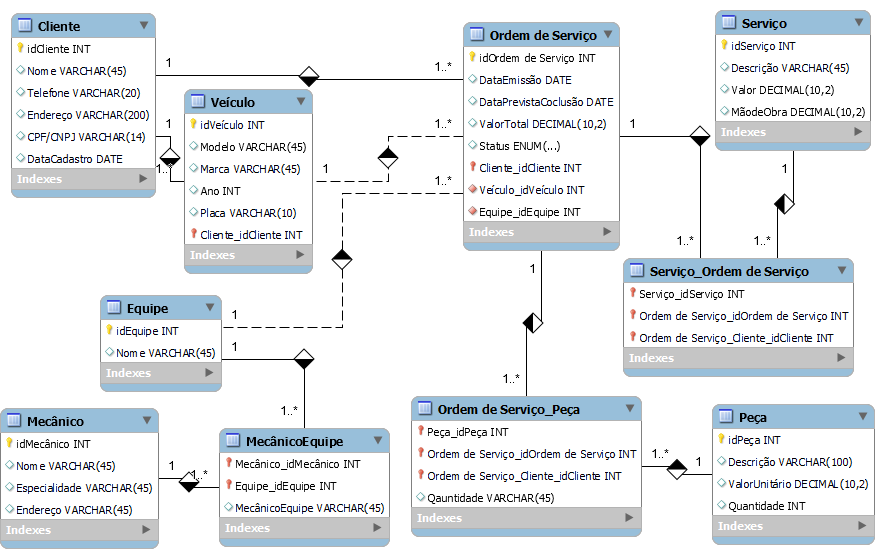 Cliente
idCliente INT
Nome VARCHAR(45)
Telefone VARCHAR(20)
Endereço VARCHAR(200)
CPF/CNPJ VARCHAR(14)
DataCadastro DATE
Indexes
Veículo
idVeículo INT
Modelo VARCHAR(45)
Marca VARCHAR(45)
Ano INT
Placa VARCHAR(10)
Cliente_idCliente INT
Indexes
Ordem de Serviço
idOrdem de Serviço INT
DataEmissão DATE
DataPrevistaCoclusão DATE
ValorTotal DECIMAL(10,2)
Status ENUM(...)
Cliente_idCliente INT
Veículo_idVeículo INT
Equipe_idEquipe INT
Indexes
Serviço
idServiço INT
Descrição VARCHAR(45)
Valor DECIMAL(10,2)
MãodeObra DECIMAL(10,2)
Indexes
Serviço_Ordem de Serviço
Serviço_idServiço INT
Ordem de Serviço_idOrdem de Serviço INT
Ordem de Serviço_Cliente_idCliente INT
Indexes
Equipe
idEquipe INT
Nome VARCHAR(45)
Indexes
Mecânico
idMecânico INT
Nome VARCHAR(45)
Especialidade VARCHAR(45)
Endereço VARCHAR(45)
Indexes
MecânicoEquipe
Mecânico_idMecânico INT
Equipe_idEquipe INT
MecânicoEquipe VARCHAR(45)
Indexes
Ordem de Serviço_Peça
Peça_idPeça INT
Ordem de Serviço_idOrdem de Serviço INT
Ordem de Serviço_Cliente_idCliente INT
Qauntidade VARCHAR(45)
Indexes
Peça
idPeça INT
Descrição VARCHAR(100)
ValorUnitário DECIMAL(10,2)
Quantidade INT
Indexes
1
1..*
1
1..*
1
1..*
1
1..*
1
1..*
1
1..*
1
1..*
1
1..*
1
1..*
1
1..*